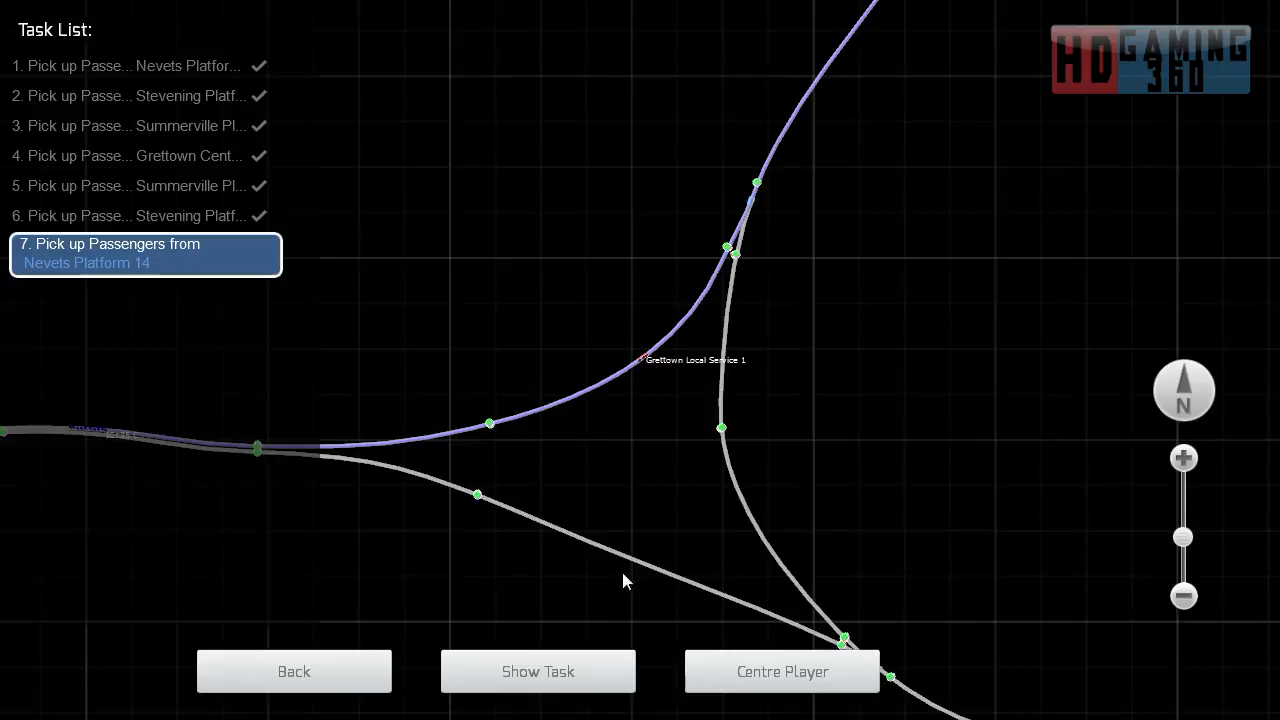 Task List:
1. Pick up Passe... Nevets Platfor...
2. Pick up Passe... Stevening Platf...
3. Pick up Passe... Summerville Pl...
4. Pick up Passe... Grettown Cent...
5. Pick up Passe... Summerville Pl...
6. Pick up Passe... Stevening Platf...
7. Pick up Passengers from
Nevets Platform 14
HD GAMING
360
Grettown Local Service 1
N
Back
Show Task
Centre Player